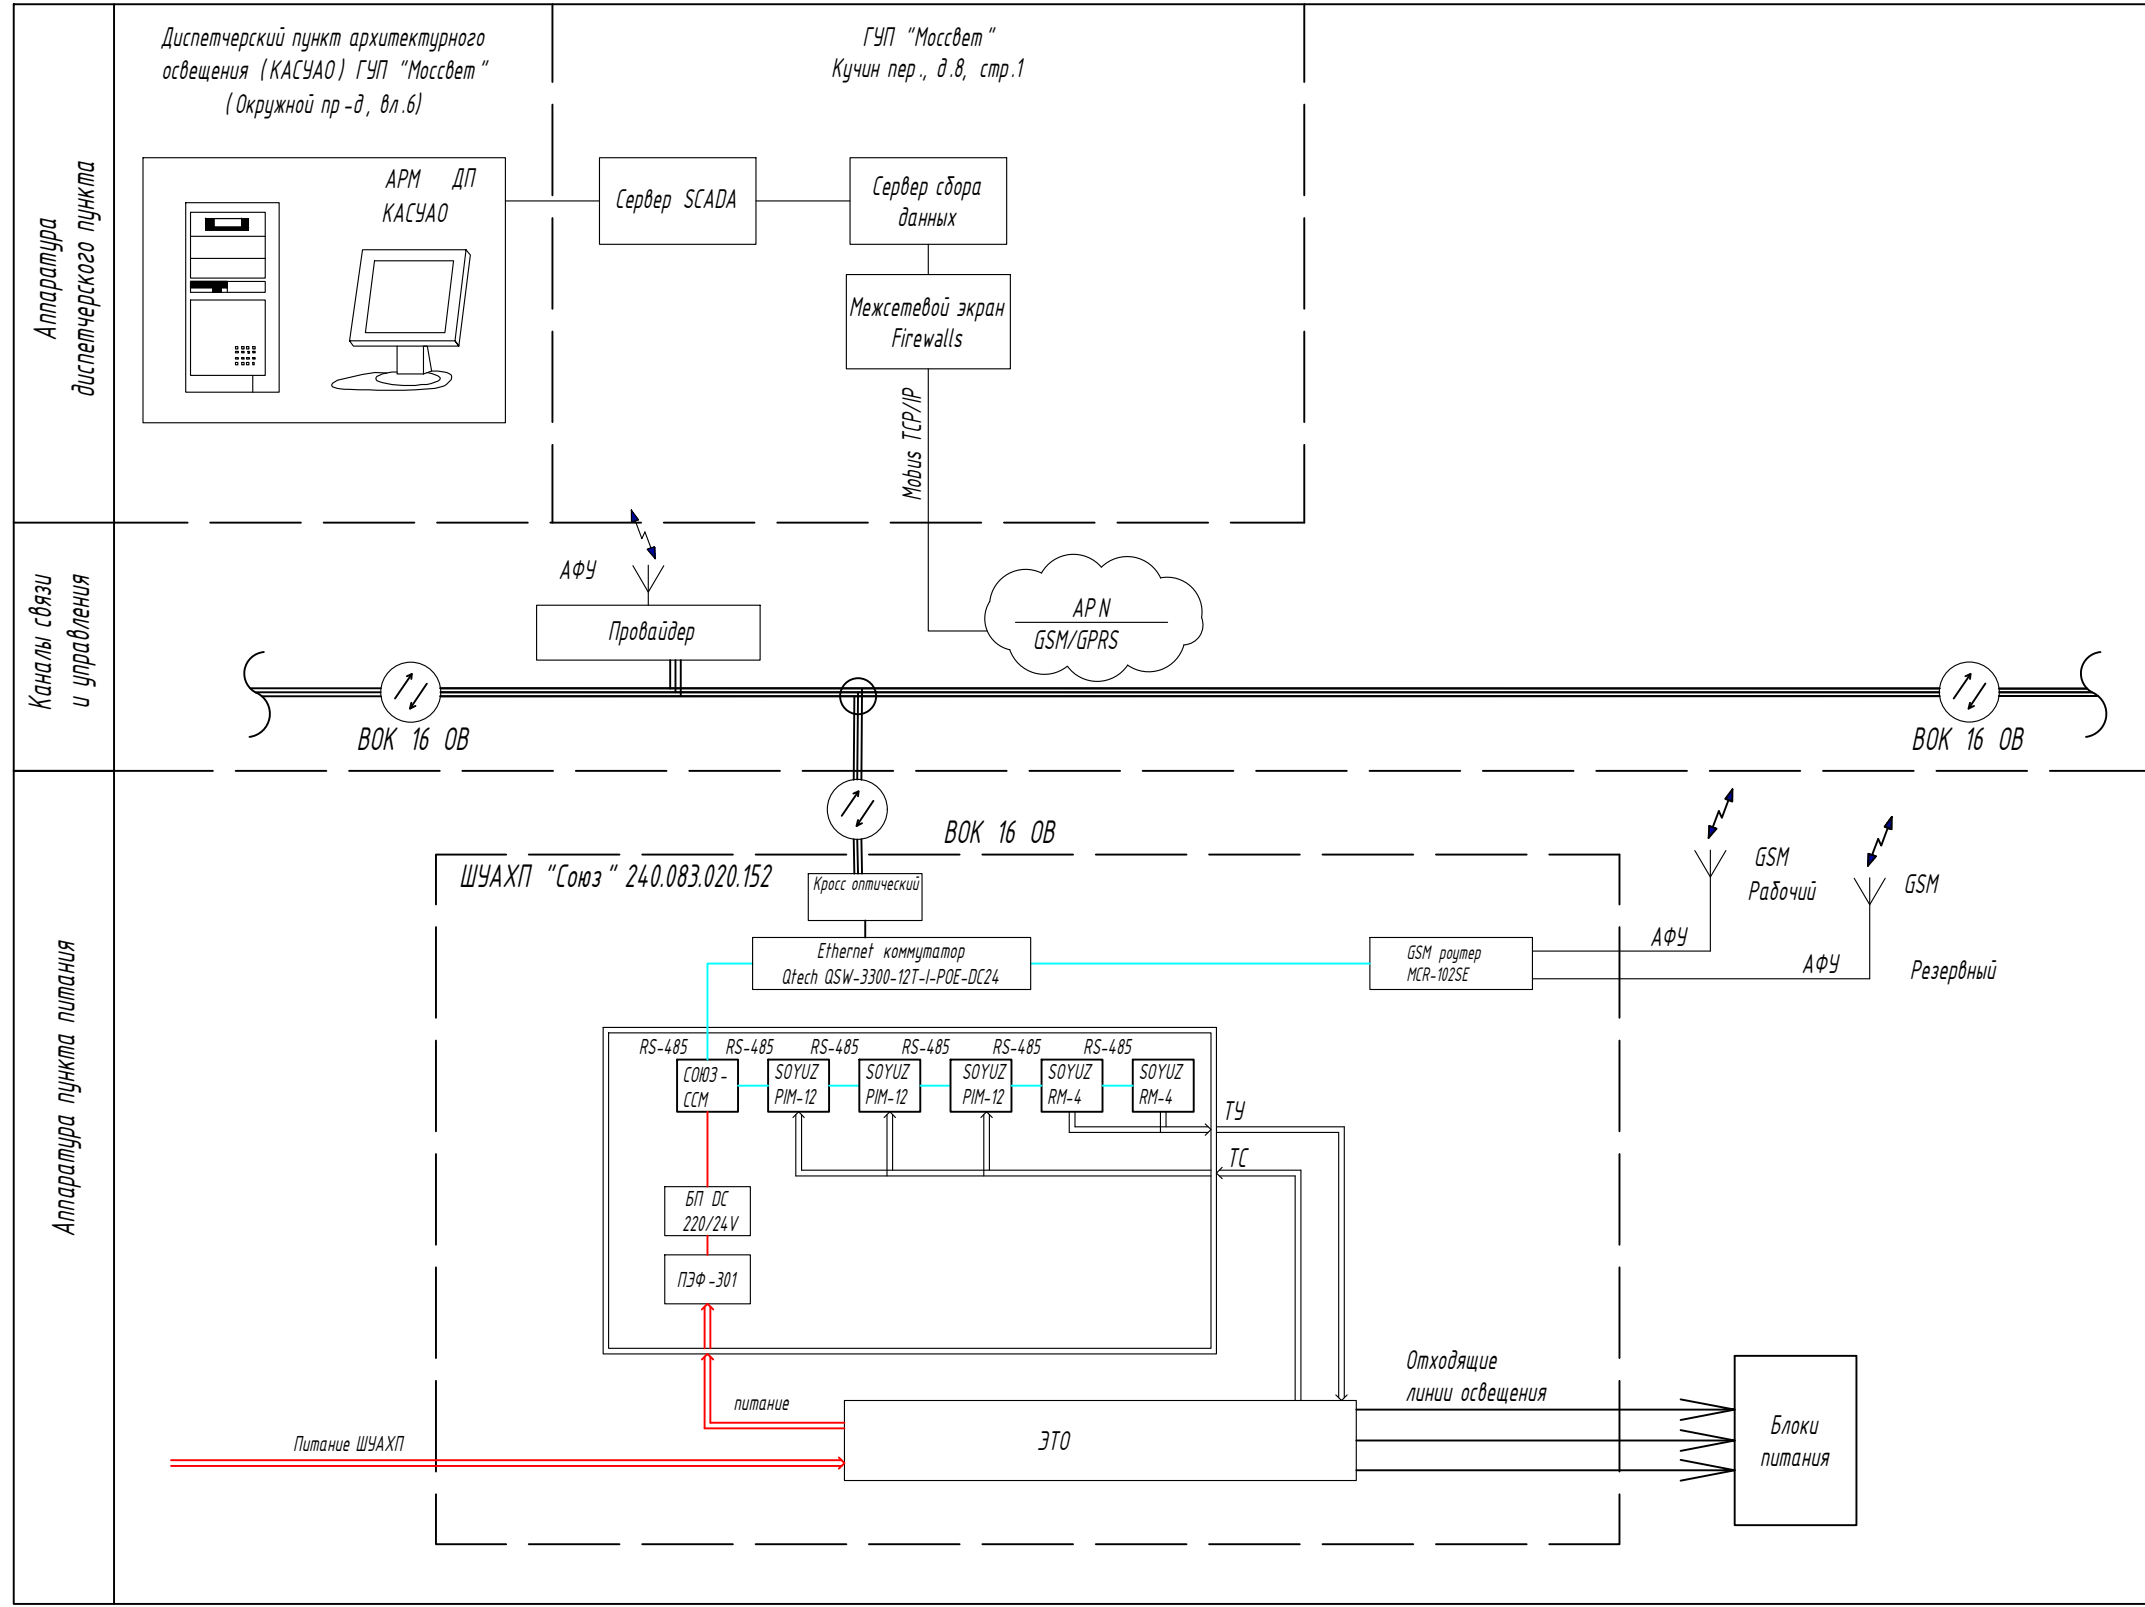 Аппаратура
диспетчерского пункта
Диспетчерский пункт архитектурного
освещения (КАСУАО) ГУП "Моссвет"
(Окружной пр-д, вл.6)
ГУП "Моссвет"
Кучин пер., д.8, стр.1
АРМ ДП
КАСУАО
Сервер SCADA
Сервер сбора
данных
Межсетевой экран
Firewalls
Mobus TCP/IP
Каналы связи
и управления
АФУ
Провайдер
APN
GSM/GPRS
ВОК 16 ОВ
ВОК 16 ОВ
Аппаратура пункта питания
ВОК 16 ОВ
ШУАХП "Союз" 240.083.020.152
Кросс оптический
Ethernet коммутатор
Qtech QSW-3300-12T-I-POE-DC24
GSM роутер
MCR-102SE
АФУ
АФУ
GSM
Рабочий
GSM
Резервный
RS-485 RS-485 RS-485 RS-485 RS-485 RS-485
СОЮЗ-
ССМ
SOYUZ
PIM-12
SOYUZ
PIM-12
SOYUZ
PIM-12
SOYUZ
RM-4
SOYUZ
RM-4
ТУ
ТС
БП DC
220/24V
ПЭФ-301
питание
Питание ШУАХП
ЭТО
Отходящие
линии освещения
Блоки
питания